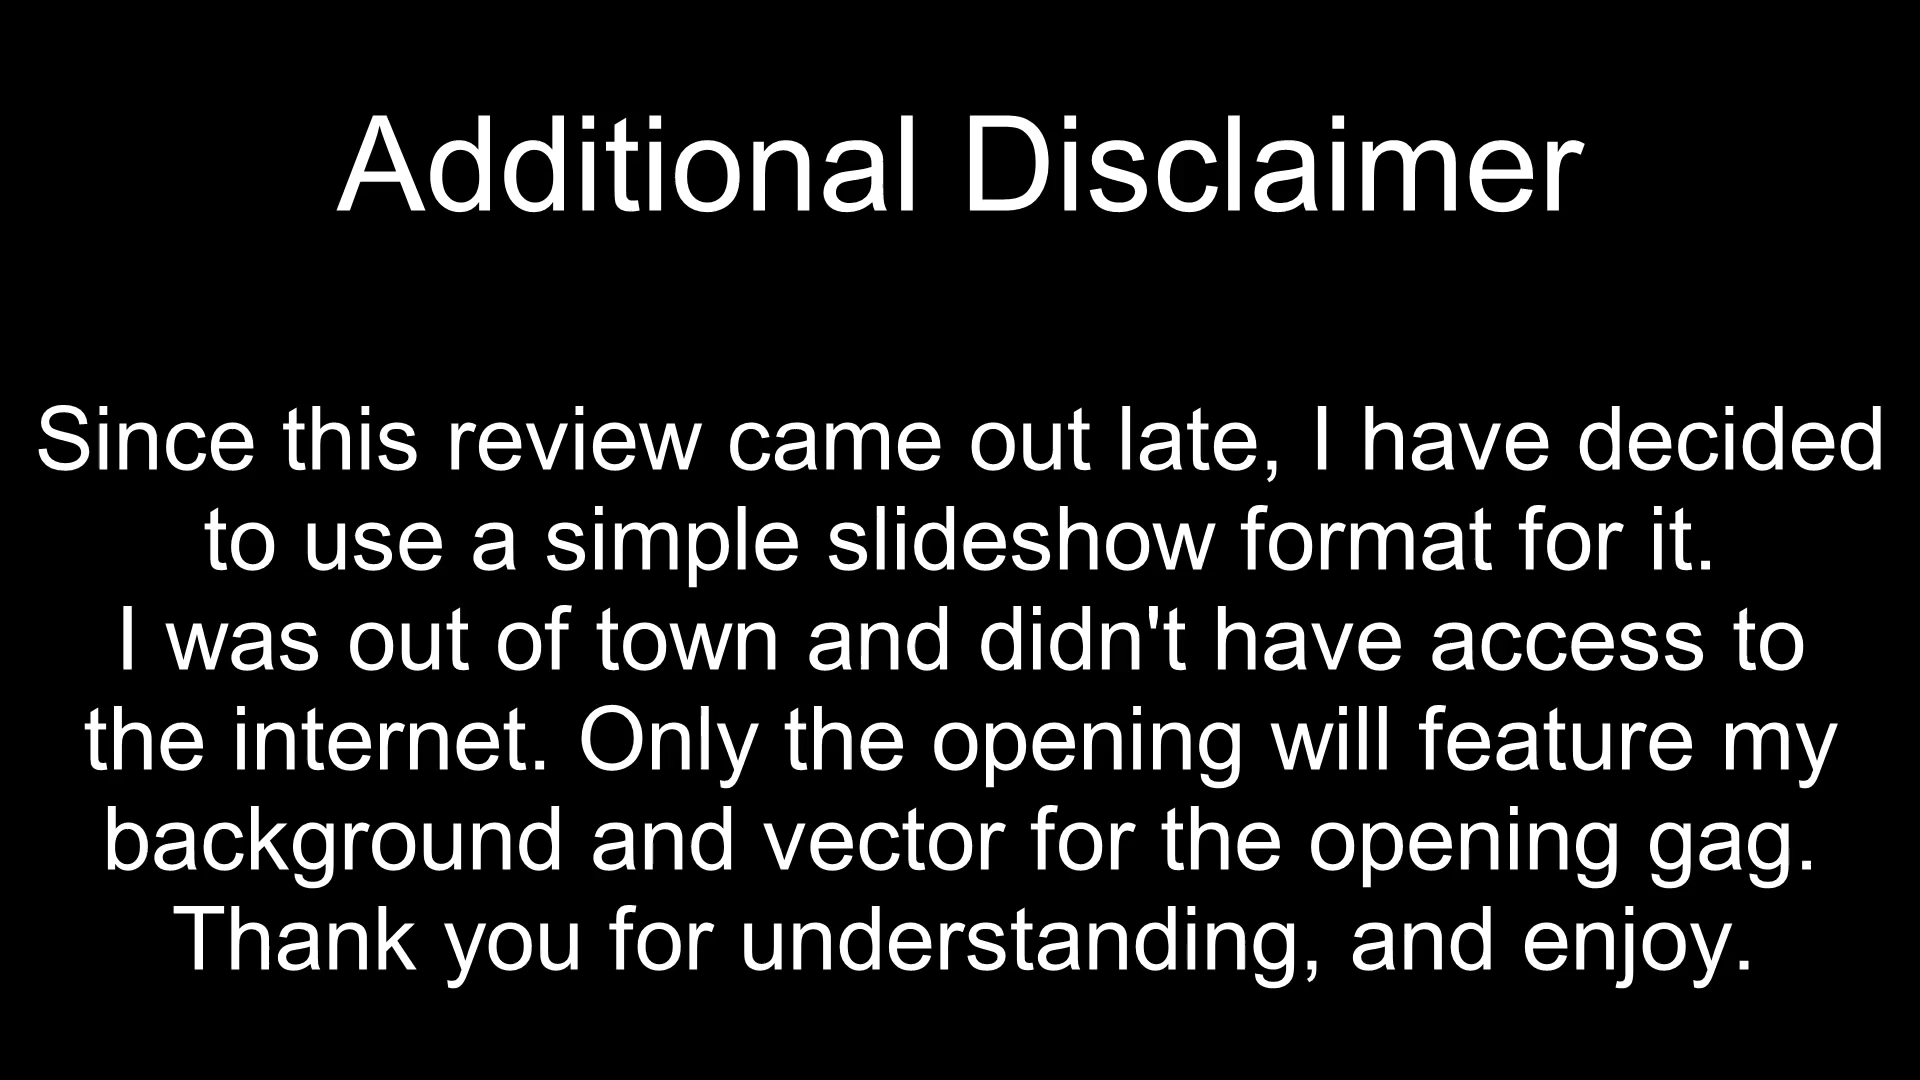 Additional Disclaimer
Since this review came out late, I have decided
to use a simple slideshow format for it.
I was out of town and didn't have access to
the internet. Only the opening will feature my
background and vector for the opening gag.
Thank you for understanding, and enjoy.